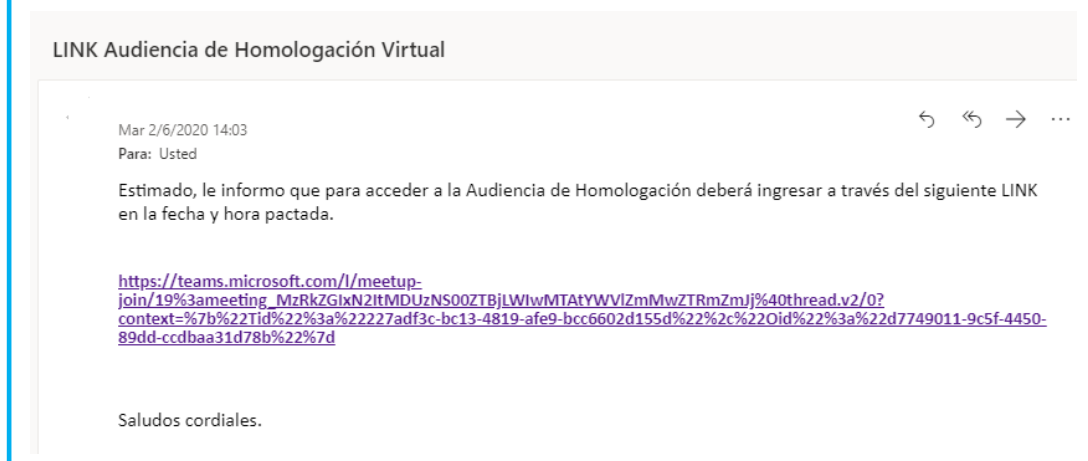 LINK Audiencia de Homologación Virtual
Mar 2/6/2020 14:03
Para: Usted
Estimado, le informo que para acceder a la Audiencia de Homologación deberá ingresar a través del siguiente LINK
en la fecha y hora pactada.
https://teams.microsoft.com/l/meetup-
join/19%3ameeting_MzRkZGIxN2ItMDUzNS00ZTBjLWIwMTAtYWVlZmMwZTRmZmJj%40thread.v2/0?
context=%7b%22Tid%22%3a%22227adf3c-bc13-4819-afe9-bcc6602d155d%22%2c%22Oid%22%3a%22d7749011-9c5f-4450-
89dd-ccdbaa31d78b%22%7d
Saludos cordiales.